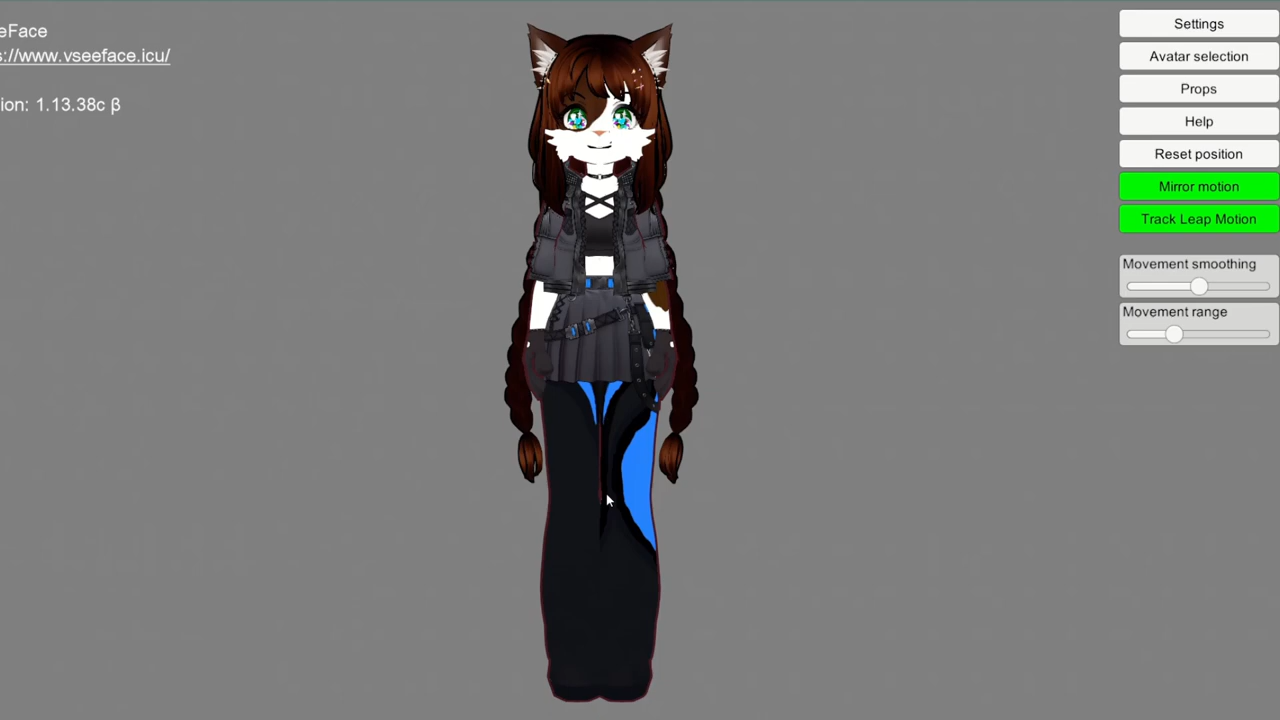 eFace
s://www.vseeface.icu/
ion: 1.13.38c β
Settings
Avatar selection
Props
Help
Reset position
Mirror motion
Track Leap Motion
Movement smoothing
Movement range